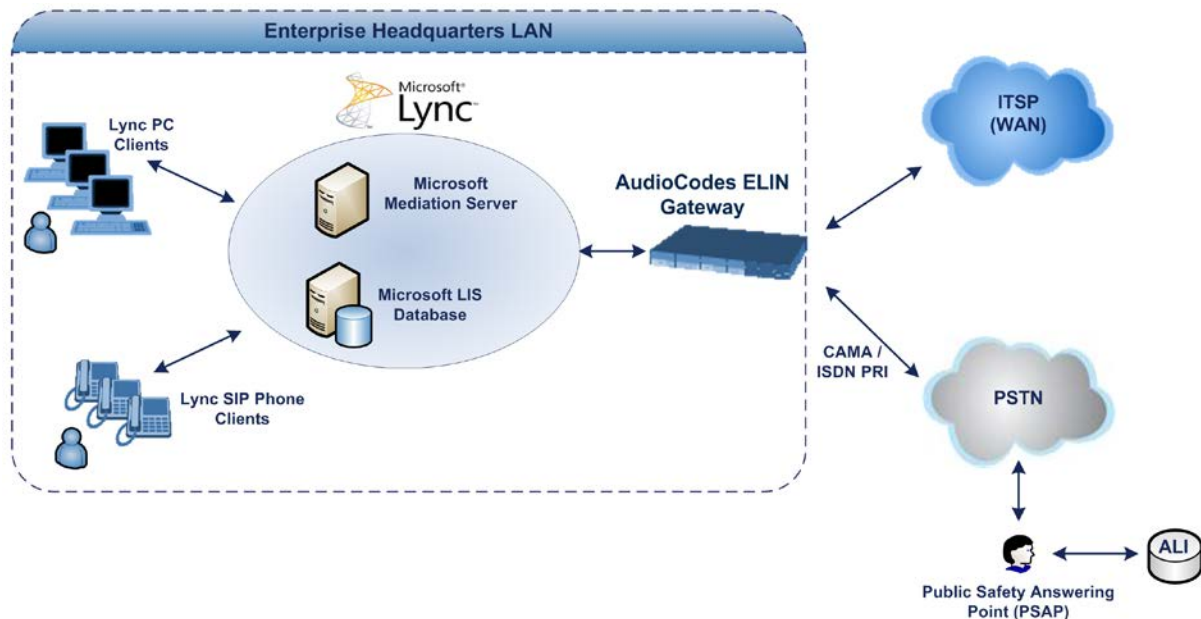 Enterprise Headquarters LAN
Microsoft®
Lync™
Lync PC
Clients
Microsoft
Mediation Server
Microsoft LIS
Database
Lync SIP Phone
Clients
AudioCodes ELIN
Gateway
ITSP
(WAN)
CAMA /
ISDN PRI
PSTN
ALI
Public Safety Answering
Point (PSAP)